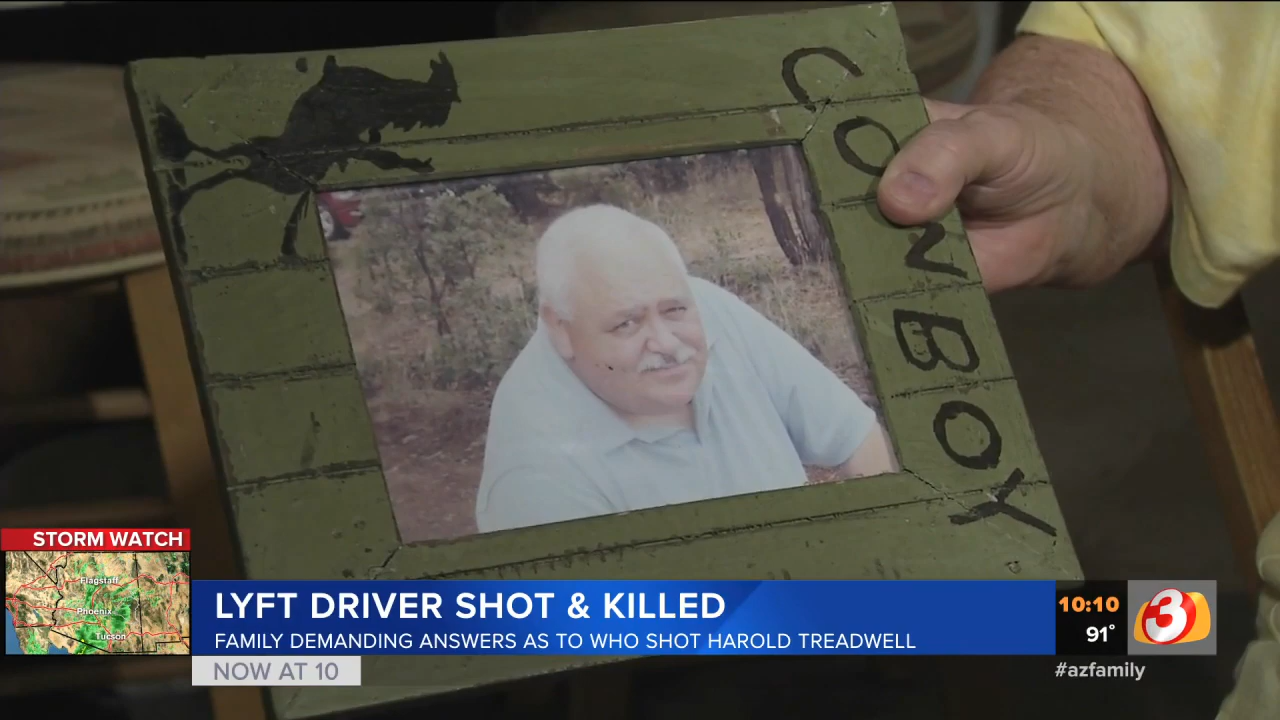 COWBOY
STORM WATCH
Flagstaff
Phoenix
Tucson
LYFT DRIVER SHOT & KILLED
FAMILY DEMANDING ANSWERS AS TO WHO SHOT HAROLD TREADWELL
NOW AT 10
10:10
91°
3
#azfamily